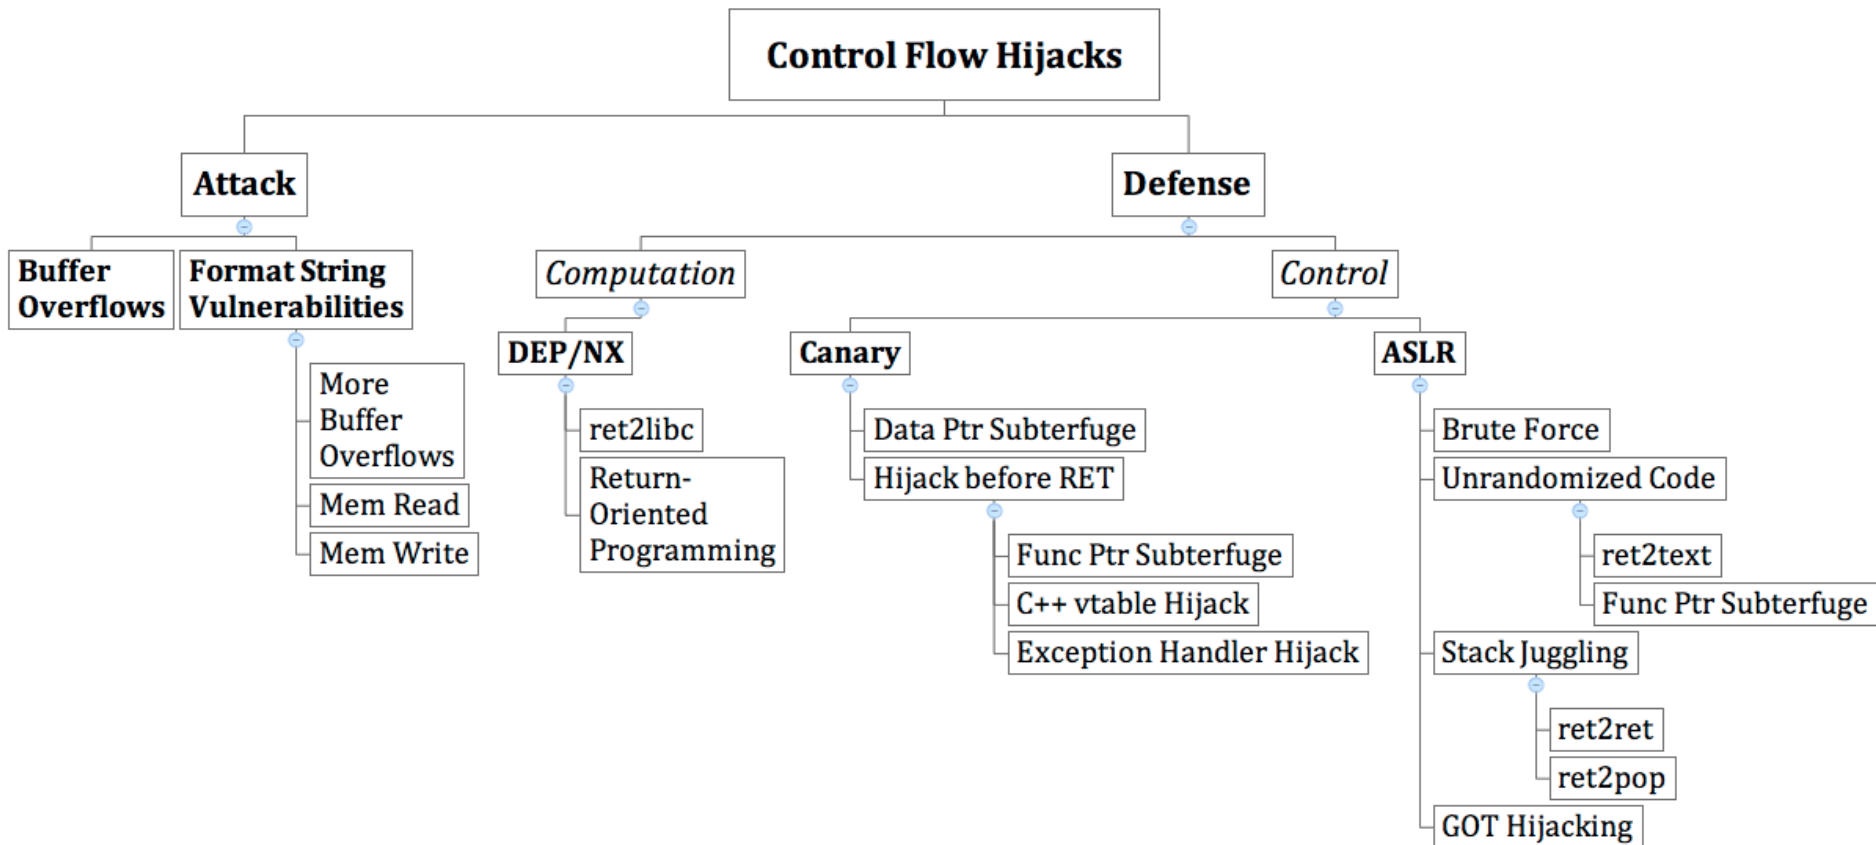 Control Flow Hijacks
Attack
Defense
Buffer
Overflows
Format String
Vulnerabilities
Computation
Control
More
Buffer
Overflows
Mem Read
Mem Write
DEP/NX
ret2libc
Return-
Oriented
Programming
Canary
Data Ptr Subterfuge
Hijack before RET
Func Ptr Subterfuge
C++ vtable Hijack
Exception Handler Hijack
ASLR
Brute Force
Unrandomized Code
ret2text
Func Ptr Subterfuge
Stack Juggling
ret2ret
ret2pop
GOT Hijacking